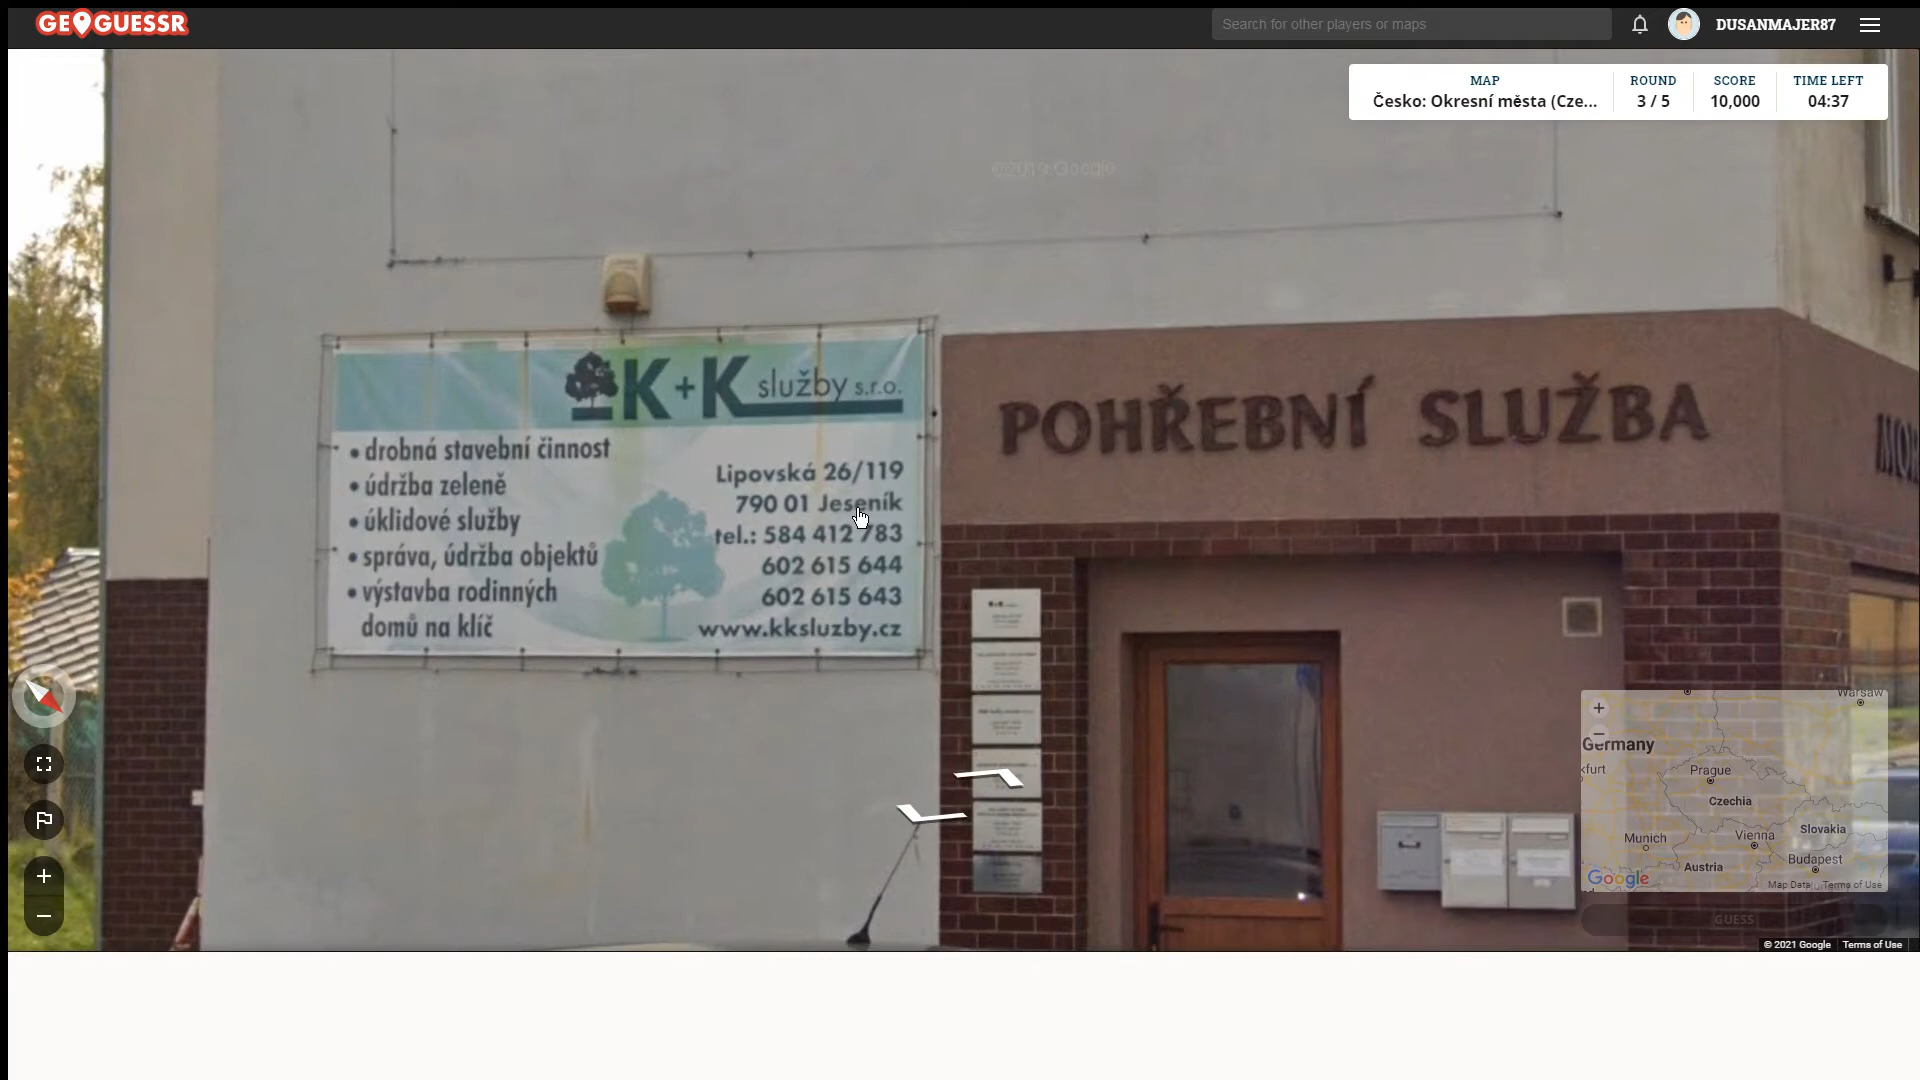 GEOGUESSR
Search for other players or maps
DUSANMAJER87
MAP
Česko: Okresní města (Cze...
ROUND
3 / 5
SCORE
10,000
TIME LEFT
04:37
©2019 Google
K+K služby s.r.o.
• drobná stavební činnost
• údržba zeleně
• úklidové služby
• správa, údržba objektů
• výstavba rodinných
domů na klíč
Lipovská 26/119
790 01 Jeseník
tel.: 584 412 783
602 615 644
602 615 643
www.kksluzby.cz
POHŘEBNÍ SLUŽBA
Warsaw
Germany
Prague
Czechia
Slovakia
Munich
Vienna
Budapest
Austria
Google
Map Data
Terms of Use
GUESS
© 2021 Google
Terms of Use